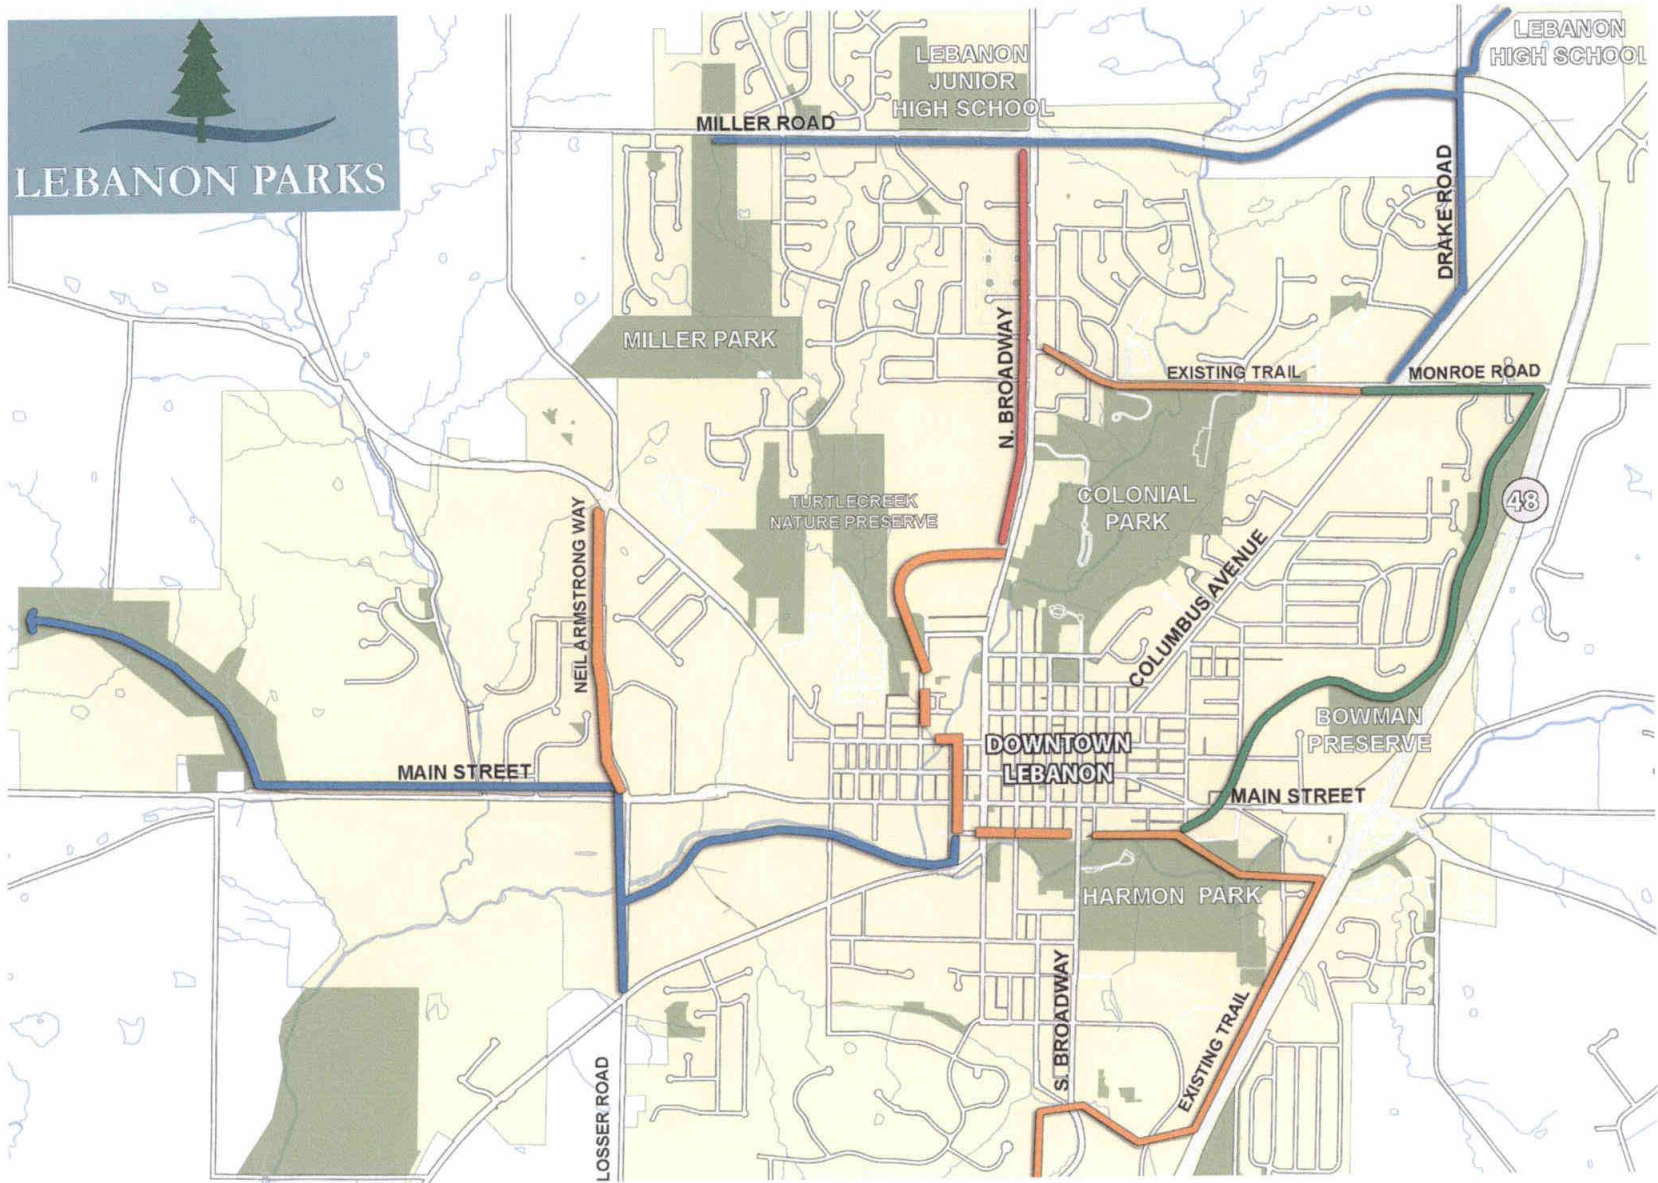 LEBANON PARKS
LEBANON
HIGH SCHOOL
LEBANON
JUNIOR
HIGH SCHOOL
MILLER ROAD
DRAKE ROAD
MILLER PARK
N. BROADWAY
EXISTING TRAIL
MONROE ROAD
TURTLECREEK
NATURE PRESERVE
COLONIAL
PARK
48
NEIL ARMSTRONG WAY
COLUMBUS AVENUE
BOWMAN
PRESERVE
DOWNTOWN
LEBANON
MAIN STREET
MAIN STREET
HARMON PARK
S. BROADWAY
EXISTING TRAIL
LOSSER ROAD